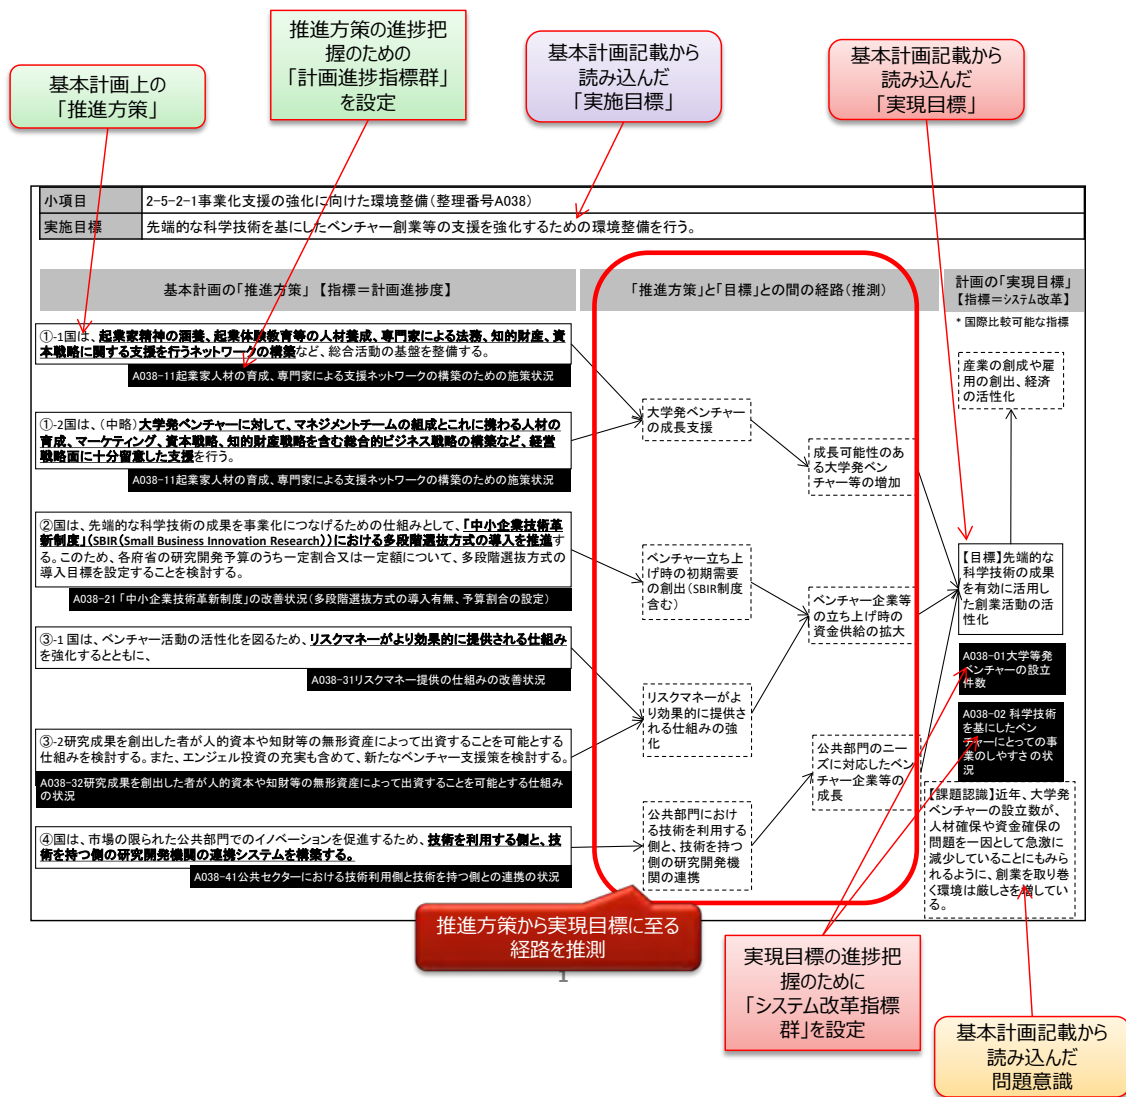 推進方策の進捗把
握のための
「計画進捗指標群」
を設定
基本計画記載から
読み込んだ
「実施目標」
基本計画記載から
読み込んだ
「実現目標」
基本計画上の
「推進方策」
小項目
2-5-2-1事業化支援の強化に向けた環境整備(整理番号A038)
実施目標
先端的な科学技術を基にしたベンチャー創業等の支援を強化するための環境整備を行う。
基本計画の「推進方策」【指標=計画進捗度】
「推進方策」と「目標」との間の経路(推測)
計画の「実現目標」
【指標=システム改革】
* 国際比較可能な指標
①-1国は、起業家精神の涵養、起業体験教育等の人材養成、専門家による法務、知的財産、資
本戦略に関する支援を行うネットワークの構築など、総合活動の基盤を整備する。
A038-11起業家人材の育成、専門家による支援ネットワークの構築のための施策状況
①-2国は、(中略)大学発ベンチャーに対して、マネジメントチームの組成とこれに携わる人材の
育成、マーケティング、資本戦略、知的財産戦略を含む総合的ビジネス戦略の構築など、経営
戦略面に十分留意した支援を行う。
A038-11起業家人材の育成、専門家による支援ネットワークの構築のための施策状況
②国は、先端的な科学技術の成果を事業化につなげるための仕組みとして、「中小企業技術革
新制度」(SBIR(Small Business Innovation Research))における多段階選抜方式の導入を推進す
る。このため、各府省の研究開発予算のうち一定割合又は一定額について、多段階選抜方式の
導入目標を設定することを検討する。
A038-21「中小企業技術革新制度」の改善状況(多段階選抜方式の導入有無、予算割合の設定)
③-1 国は、ベンチャー活動の活性化を図るため、リスクマネーがより効果的に提供される仕組み
を強化するとともに、
A038-31リスクマネー提供の仕組みの改善状況
③-2研究成果を創出した者が人的資本や知財等の無形資産によって出資することを可能とする
仕組みを検討する。また、エンジェル投資の充実も含めて、新たなベンチャー支援策を検討する。
A038-32研究成果を創出した者が人的資本や知財等の無形資産によって出資することを可能とする仕組み
の状況
④国は、市場の限られた公共部門でのイノベーションを促進するため、技術を利用する側と、技
術を持つ側の研究開発機関の連携システムを構築する。
A038-41公共セクターにおける技術利用側と技術を持つ側との連携の状況
大学発ベンチャー
の成長支援
成長可能性のあ
る大学発ベン
チャー等の増加
ベンチャー立ち上
げ時の初期需要
の創出(SBIR制度
含む)
ベンチャー企業等
の立ち上げ時の
資金供給の拡大
リスクマネーがよ
り効果的に提供さ
れる仕組みの強
化
公共部門のニー
ズに対応したベン
チャー企業等の
成長
公共部門におけ
る技術を利用する
側と、技術を持つ
側の研究開発機
関の連携
産業の創成や雇
用の創出、経済
の活性化
【目標】先端的な
科学技術の成果
を有効に活用し
た創業活動の活
性化
A038-01大学等発
ベンチャーの設立
件数
A038-02 科学技術
を基にしたベン
チャーにとっての事
業のしやすさの状
況
【課題認識】近年、大学発
ベンチャーの設立数が、
人材確保や資金確保の
問題を一因として急激に
減少していることにもみら
れるように、創業を取り巻
く環境は厳しさを増してい
る。
推進方策から実現目標に至る
経路を推測
1
実現目標の進捗把
握のために
「システム改革指標
群」を設定
基本計画記載から
読み込んだ
問題意識